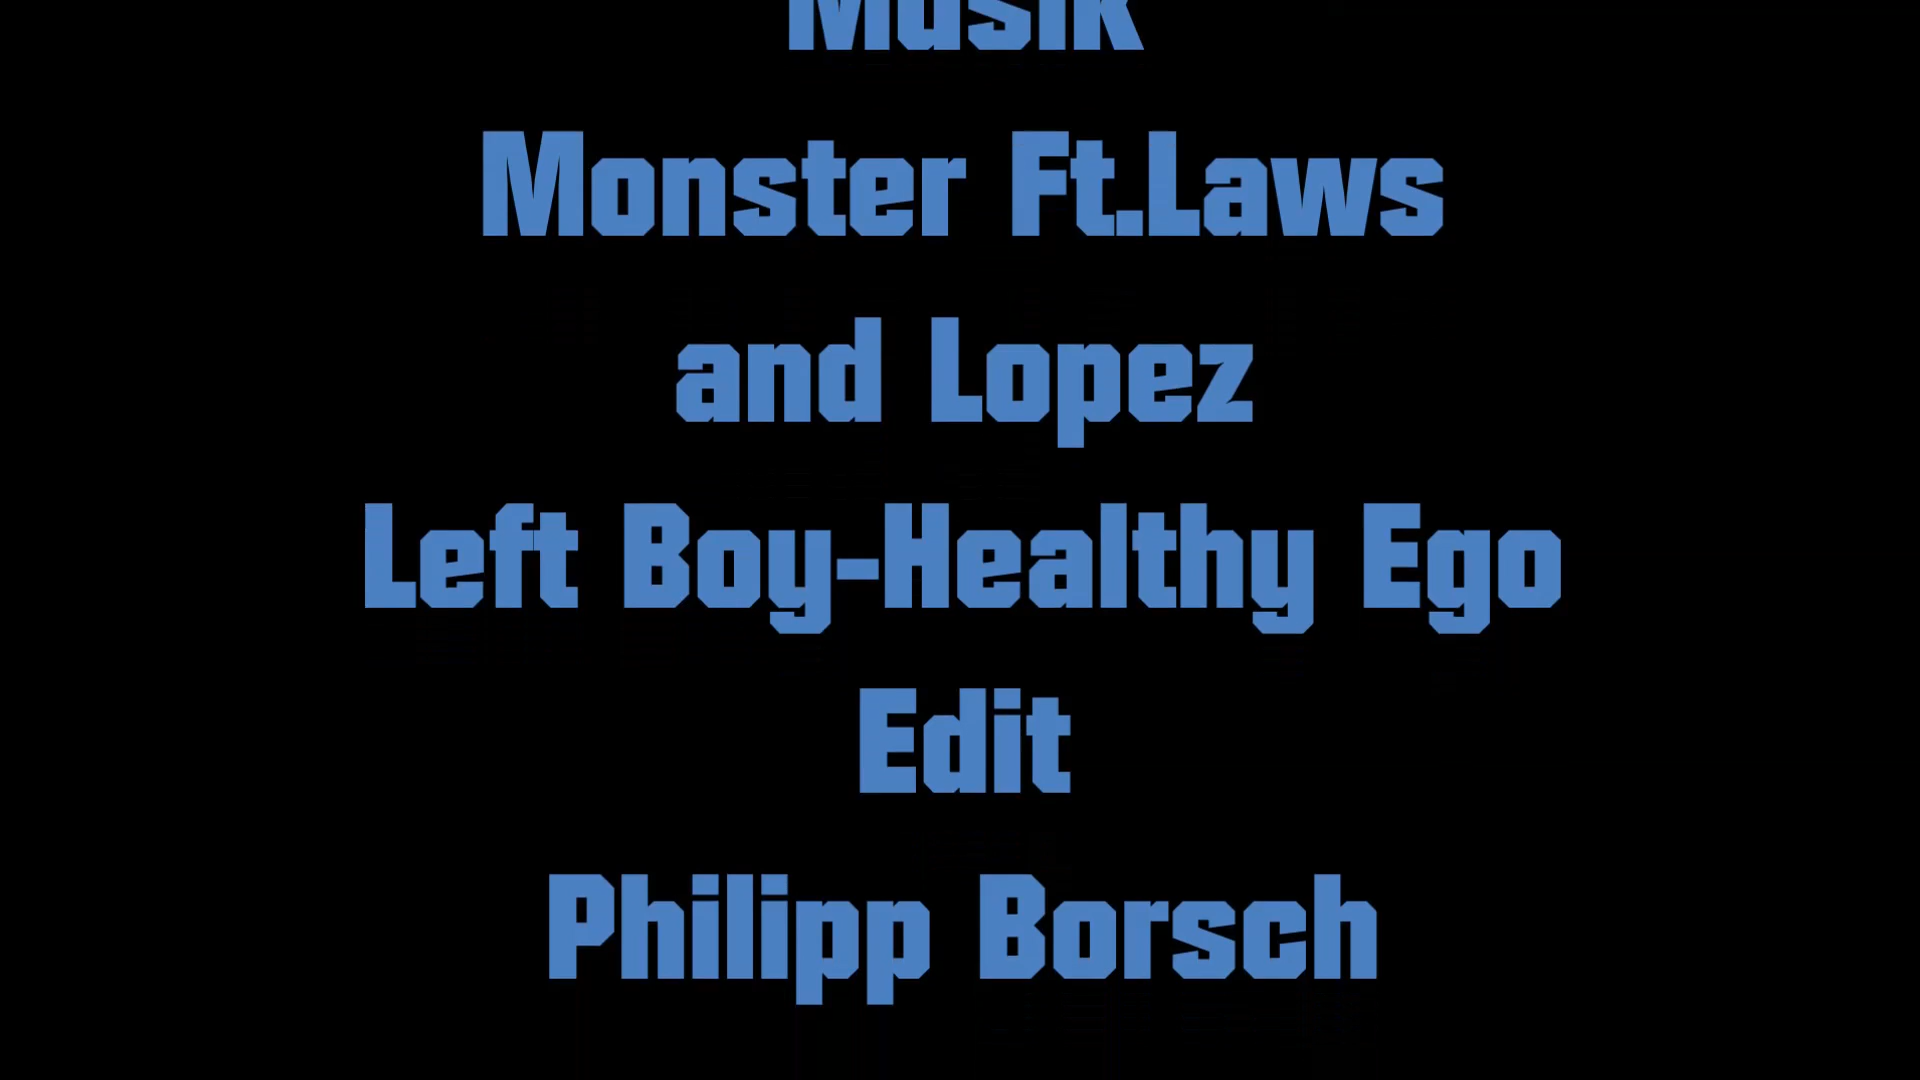 Musik
Monster Ft.Laws
and Lopez
Left Boy-Healthy Ego
Edit
Philipp Borsch